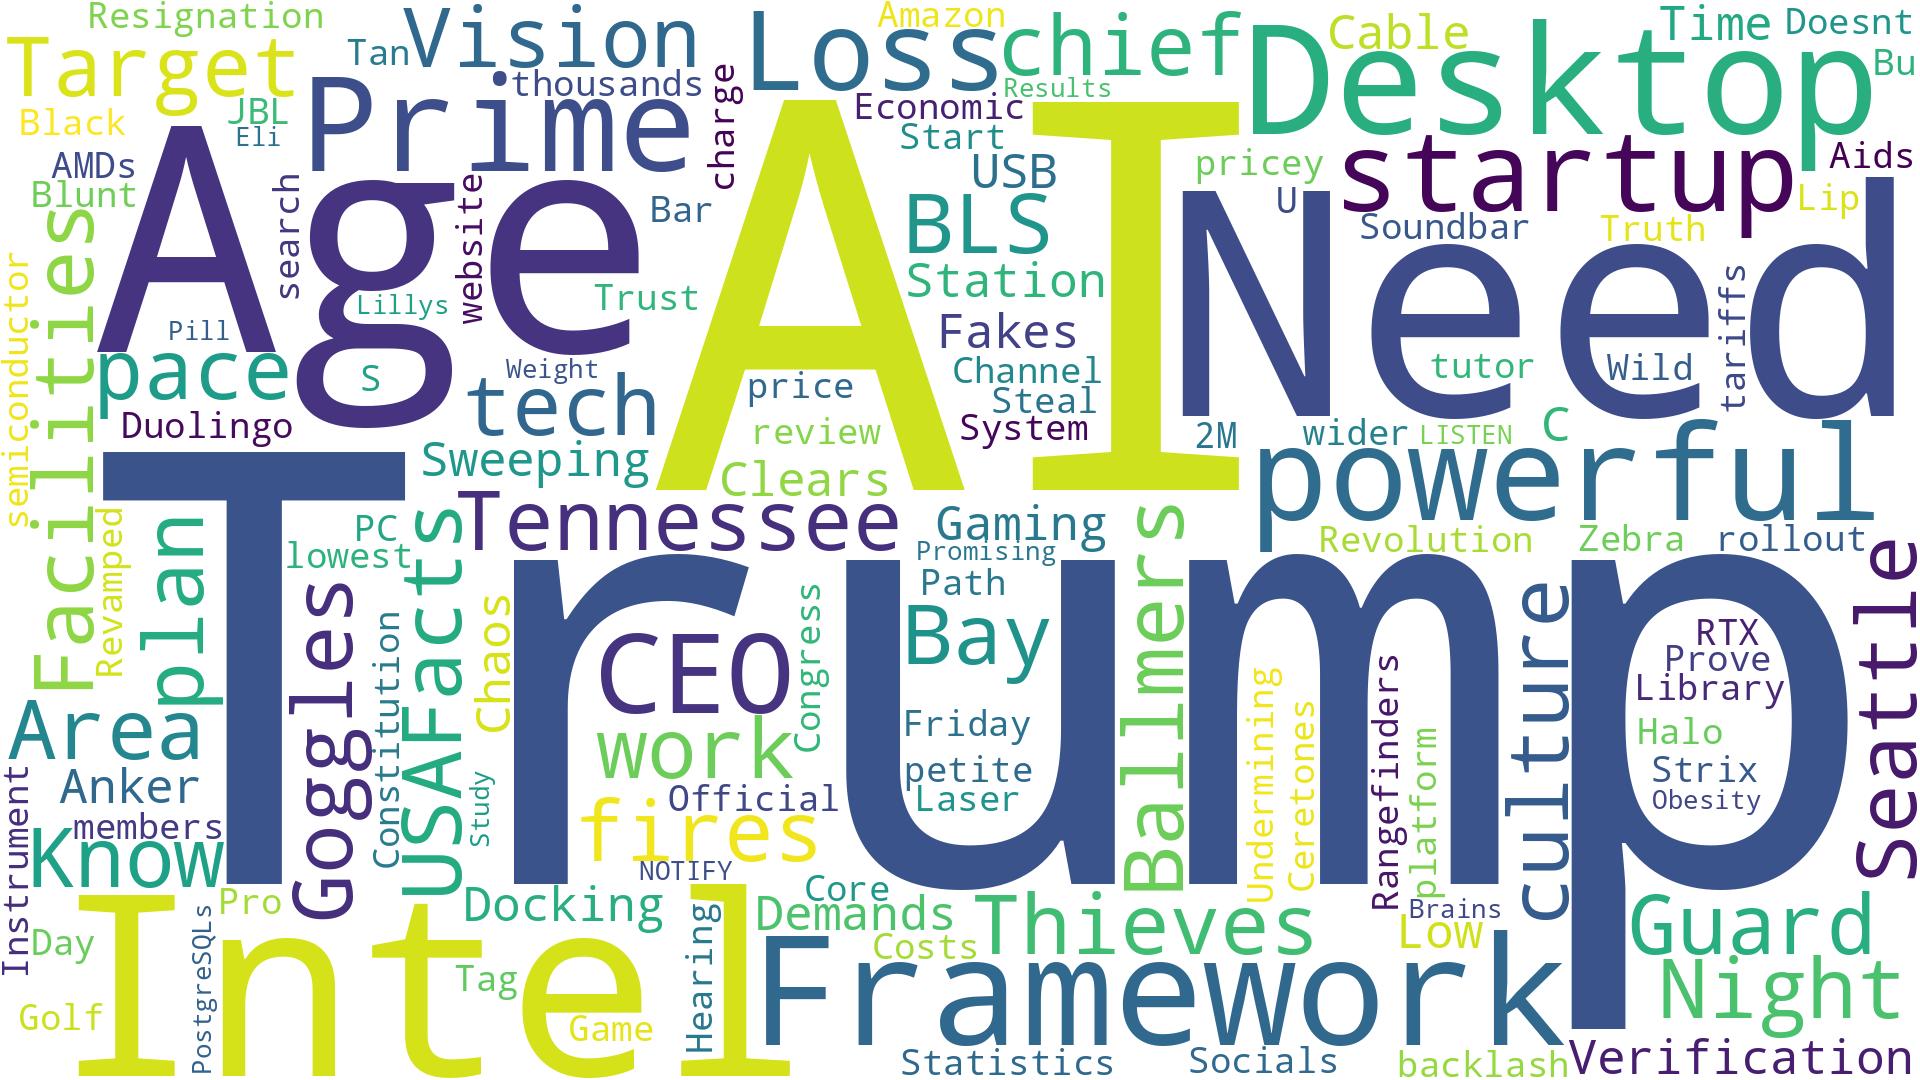 Resignation
Tan
Vision
Loss
Amazon
chief
Desktop
Cable
Time
Doesnt
Bu
Target
Prime
thousands
charge
Economic
Results
Start
startup
Black
JBL
Eli
AMDs
Blunt
search
website
Bar
USB
pricey
U
Aids
Lip
Age
AI
Need
BLS
Soundbar
Truth
tariffs
Facilities
semiconductor
Lillys
Trust
Station
Pill
pace
S
Weight
tech
price
Fakes
Channel
Steal
System
tutor
Wild
Duolingo
review
2M
wider
LISTEN
C
Sweeping
Clears
powerful
Trump
Tennessee
Gaming
Promising
Path
Revolution
Zebra
rollout
Revamped
plan
PC
lowest
USAFacts
Chaos
Goggles
Constitution
CEO
Congress
Bay
Ballmers
culture
RTX
Prove
Library
Seattle
Area
Anker
members
work
Friday
petite
Laser
Undermining
Ceretones
Rangefinders
platform
Halo
Strix
Obesity
Instrument
Know
Study
Official
fires
NOTIFY
Core
Intel
Pro
Docking
Hearing
Demands
Thieves
Costs
Brains
Low
Guard
Day
PostgreSQLs
Golf
Tag
Game
Framework
Night
Statistics
Socials
backlash
Verification